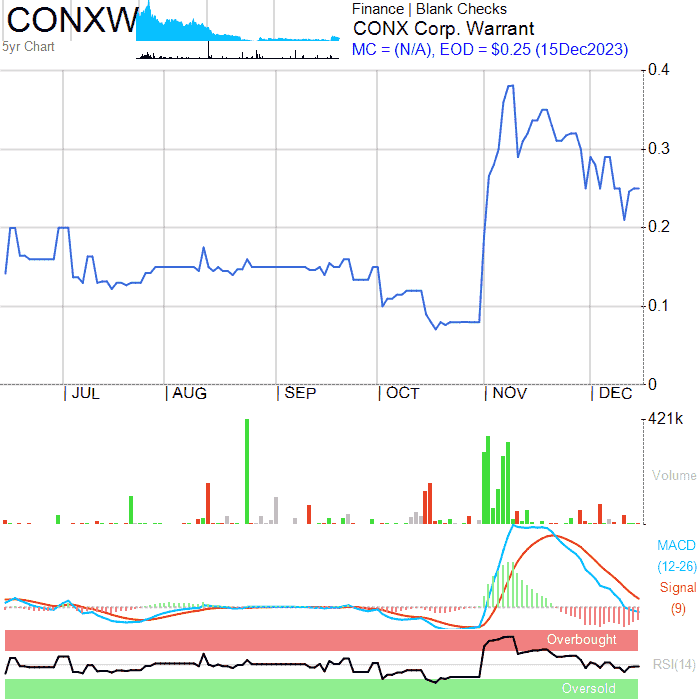 CONXW
5yr Chart
Finance | Blank Checks
CONX Corp. Warrant
MC = (N/A), EOD = $0.25 (15Dec2023)
0.4
0.3
0.2
0.1
0
JUL AUG SEP OCT NOV DEC
421k
Volume
MACD
(12-26)
Signal
(9)
Overbought
RSI(14)
Oversold